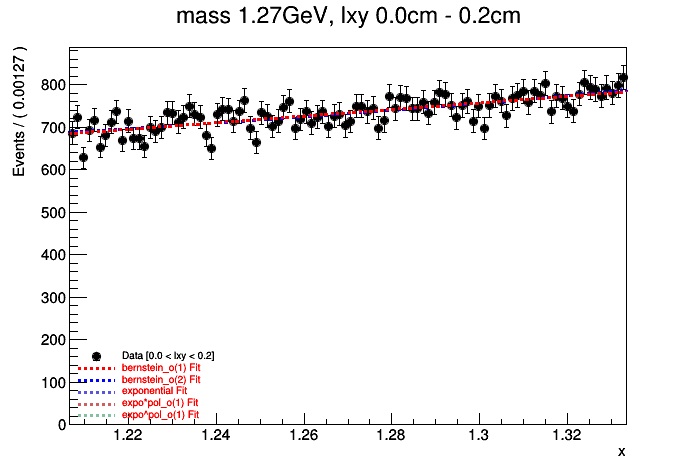 mass 1.27GeV, lxy 0.0cm - 0.2cm
Events / ( 0.00127 )
800
700
600
500
400
300
200
100
0
Data [0.0 < lxy < 0.2]
bernstein_o(1) Fit
bernstein_o(2) Fit
exponential Fit
expo*pol_o(1) Fit
expo^pol_o(1) Fit
1.22 1.24 1.26 1.28 1.3 1.32
x